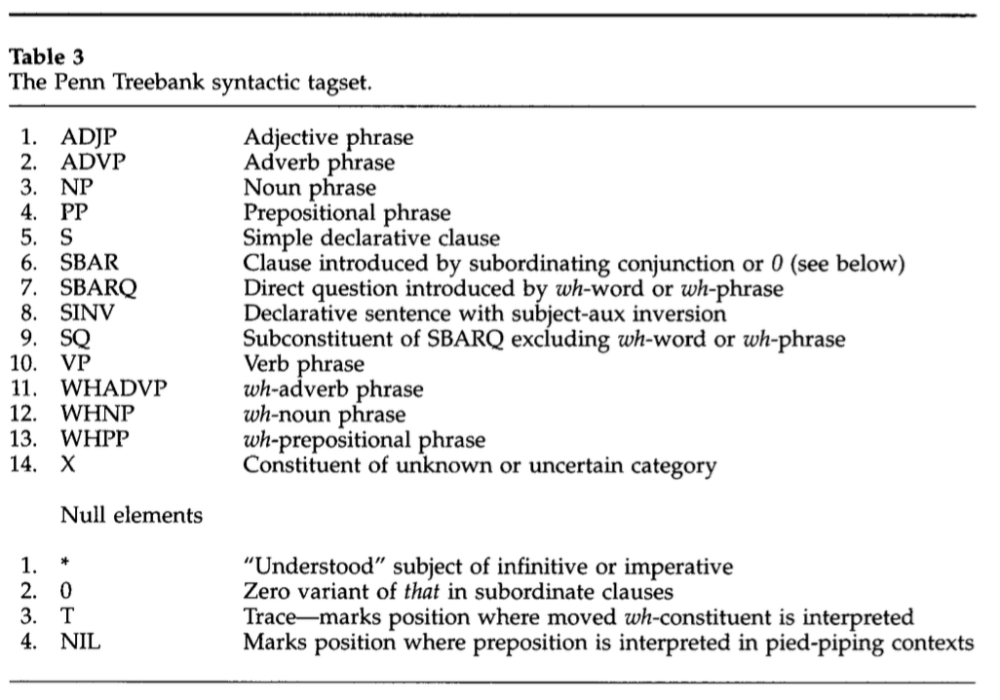 Table 3
The Penn Treebank syntactic tagset.
1. ADJP Adjective phrase
2. ADVP Adverb phrase
3. NP Noun phrase
4. PP Prepositional phrase
5. S Simple declarative clause
6. SBAR Clause introduced by subordinating conjunction or 0 (see below)
7. SBARQ Direct question introduced by wh-word or wh-phrase
8. SINV Declarative sentence with subject-aux inversion
9. SQ Subconstituent of SBARQ excluding wh-word or wh-phrase
10. VP Verb phrase
11. WHADVP wh-adverb phrase
12. WHNP wh-noun phrase
13. WHPP wh-prepositional phrase
14. X Constituent of unknown or uncertain category
Null elements
1. * “Understood” subject of infinitive or imperative
2. 0 Zero variant of that in subordinate clauses
3. T Trace—marks position where moved wh-constituent is interpreted
4. NIL Marks position where preposition is interpreted in pied-piping contexts